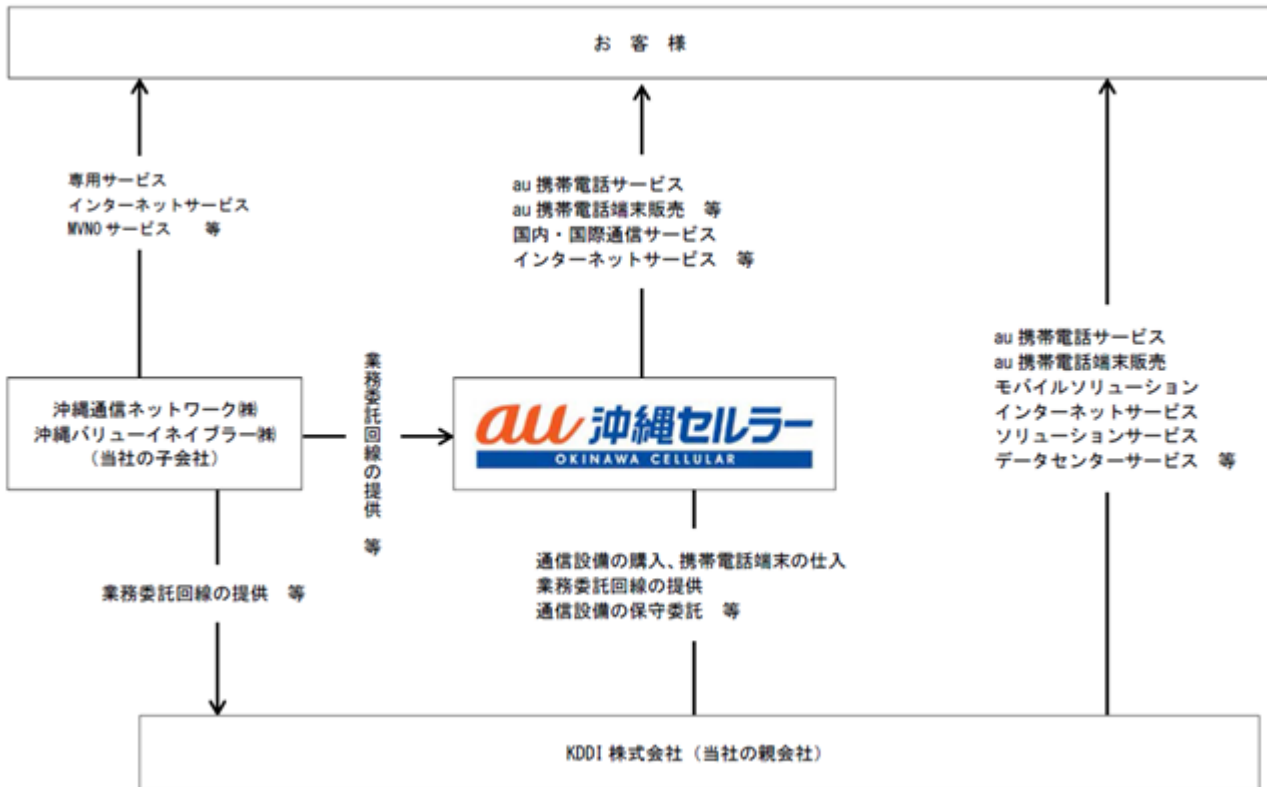 お 客 様
専用サービス
インターネットサービス
MVNOサービス 等
au 携帯電話サービス
au 携帯電話端末販売 等
国内・国際通信サービス
インターネットサービス 等
au 携帯電話サービス
au 携帯電話端末販売
モバイルソリューション
インターネットサービス
ソリューションサービス
データセンターサービス 等
沖縄通信ネットワーク㈱
沖縄バリューイネイブラー㈱
(当社の子会社)
業務委託回線の提供 等
au 沖縄セルラー
OKINAWA CELLULAR
業務委託回線の提供 等
通信設備の購入、携帯電話端末の仕入
業務委託回線の提供
通信設備の保守委託 等
KDDI 株式会社(当社の親会社)